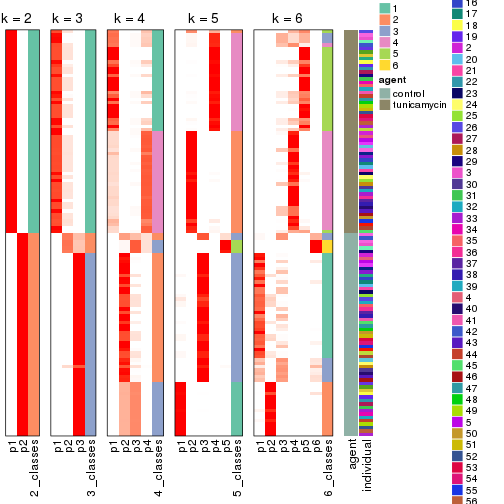 k = 2
k = 3
k = 4
k = 5
k = 6
1
2
3
4
5
6
agent
control
tunicamycin
16
17
18
19
2
20
21
22
23
24
25
26
27
28
29
3
30
31
32
33
34
35
36
37
38
39
4
40
41
42
43
44
45
46
47
48
49
5
50
51
52
53
54
55
56
p1
p2
2_classes
p1
p2
p3
3_classes
p1
p2
p3
p4
4_classes
p1
p2
p3
p4
p5
5_classes
p1
p2
p3
p4
p5
p6
6_classes
agent
individual